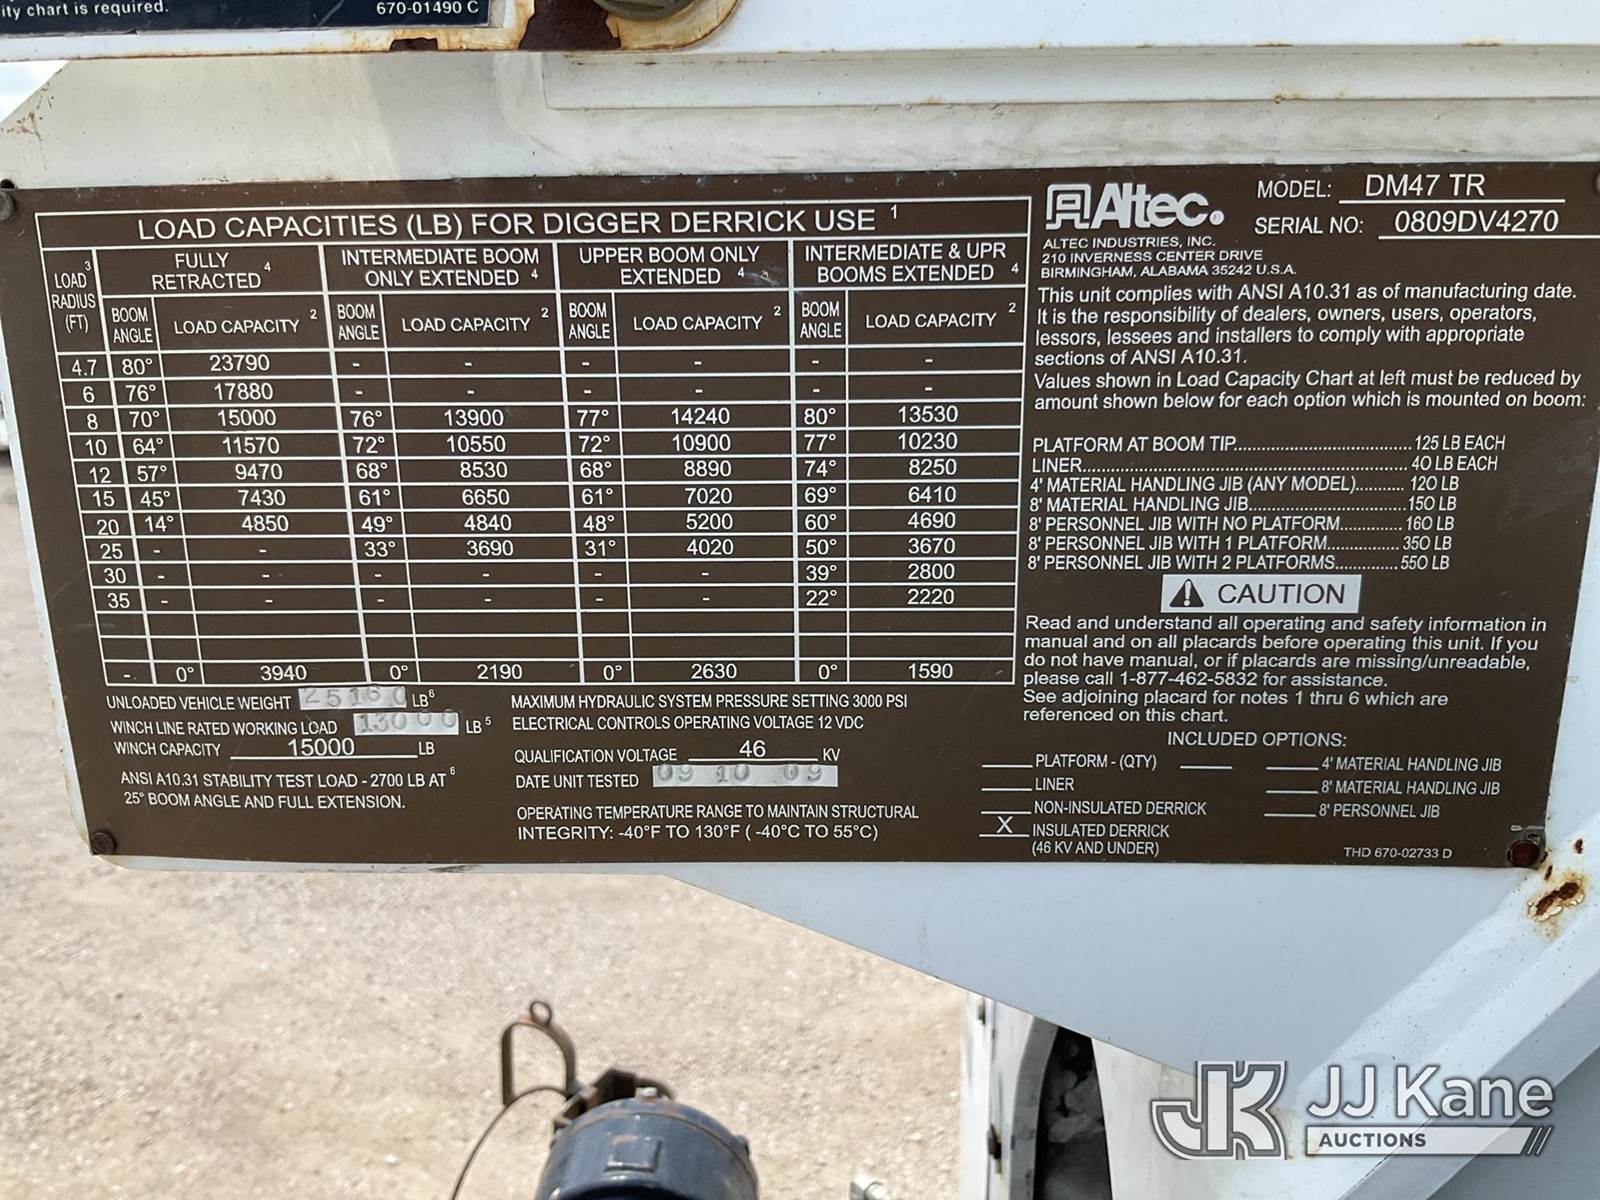 ity chart is required.
670-01490 C
LOAD CAPACITIES (LB) FOR DIGGER DERRICK USE 1
LOAD 3 RADIUS (FT)
FULLY RETRACTED 4
INTERMEDIATE BOOM ONLY EXTENDED 4
UPPER BOOM ONLY EXTENDED 4
INTERMEDIATE & UPR BOOMS EXTENDED 4
BOOM ANGLE LOAD CAPACITY 2 BOOM ANGLE LOAD CAPACITY 2 BOOM ANGLE LOAD CAPACITY 2 BOOM ANGLE LOAD CAPACITY 2
4.7 80° 23790 - - - - - -
6 76° 17880 - - - - - -
8 70° 15000 76° 13900 77° 14240 80° 13530
10 64° 11570 72° 10550 72° 10900 77° 10230
12 57° 9470 68° 8530 68° 8890 74° 8250
15 45° 7430 61° 6650 61° 7020 69° 6410
20 14° 4850 49° 4840 48° 5200 60° 4690
25 - - 33° 3690 31° 4020 50° 3670
30 - - - - - - 39° 2800
35 - - - - - - 22° 2220
- 0° 3940 0° 2190 0° 2630 0° 1590
UNLOADED VEHICLE WEIGHT 25160 LB 6
WINCH LINE RATED WORKING LOAD 13000 LB 5
WINCH CAPACITY 15000 LB
ANSI A10.31 STABILITY TEST LOAD - 2700 LB AT 6
25° BOOM ANGLE AND FULL EXTENSION.
MAXIMUM HYDRAULIC SYSTEM PRESSURE SETTING 3000 PSI
ELECTRICAL CONTROLS OPERATING VOLTAGE 12 VDC
QUALIFICATION VOLTAGE 46 KV
DATE UNIT TESTED 09 10 09
OPERATING TEMPERATURE RANGE TO MAINTAIN STRUCTURAL
INTEGRITY: -40°F TO 130°F ( -40°C TO 55°C)
Altec.
MODEL: DM47 TR
SERIAL NO: 0809DV4270
ALTEC INDUSTRIES, INC.
210 INVERNESS CENTER DRIVE
BIRMINGHAM, ALABAMA 35242 U.S.A.
This unit complies with ANSI A10.31 as of manufacturing date.
It is the responsibility of dealers, owners, users, operators,
lessors, lessees and installers to comply with appropriate
sections of ANSI A10.31.
Values shown in Load Capacity Chart at left must be reduced by
amount shown below for each option which is mounted on boom:
PLATFORM AT BOOM TIP............................ 125 LB EACH
LINER............................................................ 40 LB EACH
4' MATERIAL HANDLING JIB (ANY MODEL)......... 120 LB
8' MATERIAL HANDLING JIB............................150 LB
8' PERSONNEL JIB WITH NO PLATFORM............. 160 LB
8' PERSONNEL JIB WITH 1 PLATFORM................ 350 LB
8' PERSONNEL JIB WITH 2 PLATFORMS.............. 550 LB
CAUTION
Read and understand all operating and safety information in
manual and on all placards before operating this unit. If you
do not have manual, or if placards are missing/unreadable,
please call 1-877-462-5832 for assistance.
See adjoining placard for notes 1 thru 6 which are
referenced on this chart.
INCLUDED OPTIONS:
PLATFORM - (QTY)
LINER
NON-INSULATED DERRICK
X INSULATED DERRICK
(46 KV AND UNDER)
4' MATERIAL HANDLING JIB
8' MATERIAL HANDLING JIB
8' PERSONNEL JIB
THD 670-02733 D
JK JJ Kane
AUCTIONS